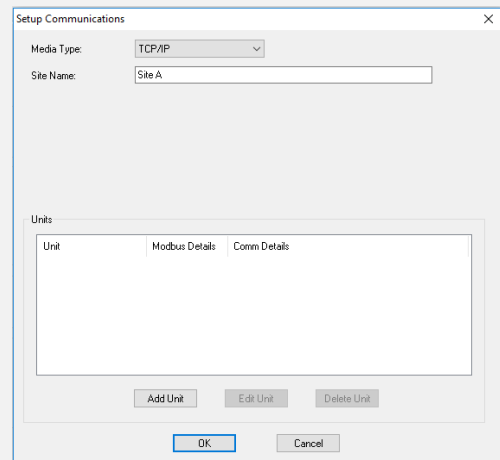 Setup Communications
Media Type: TCP/IP
Site Name: Site A
Units
Unit Modbus Details Comm Details
Add Unit Edit Unit Delete Unit
OK Cancel